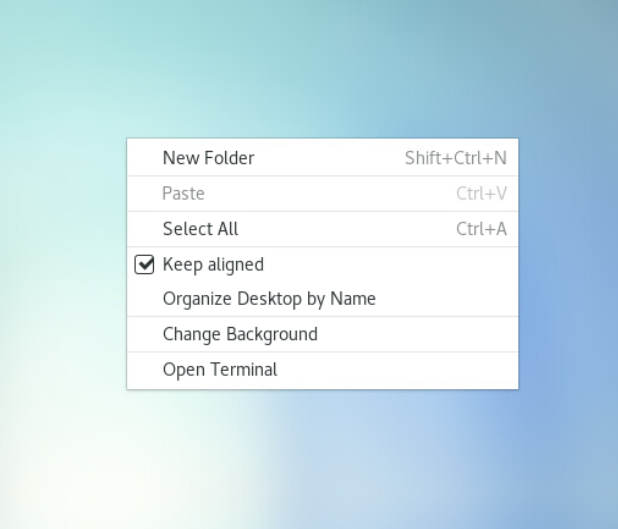 New Folder Shift+Ctrl+N
Paste Ctrl+V
Select All Ctrl+A
Keep aligned
Organize Desktop by Name
Change Background
Open Terminal